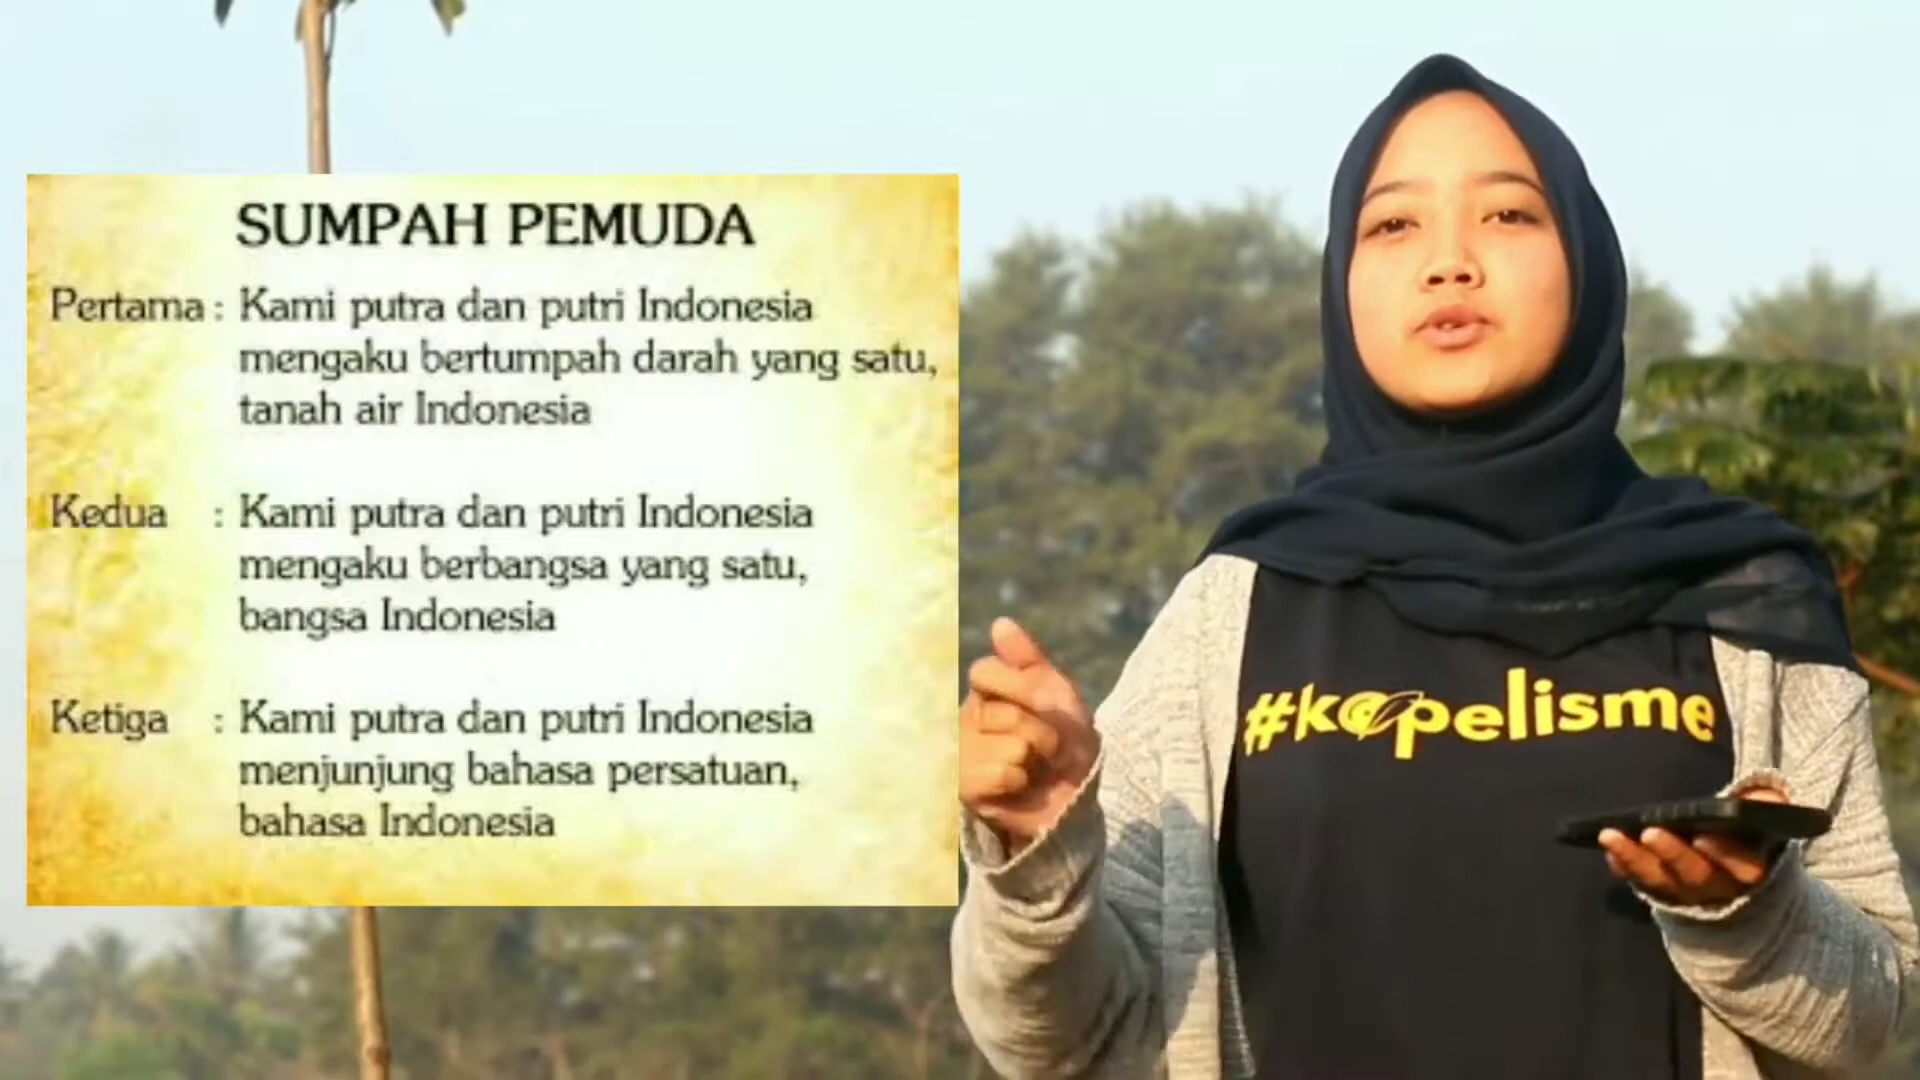 SUMPAH PEMUDA
Pertama : Kami putra dan putri Indonesia
mengaku bertumpah darah yang satu,
tanah air Indonesia
Kedua : Kami putra dan putri Indonesia
mengaku berbangsa yang satu,
bangsa Indonesia
Ketiga : Kami putra dan putri Indonesia
menjunjung bahasa persatuan,
bahasa Indonesia
#kopelisme